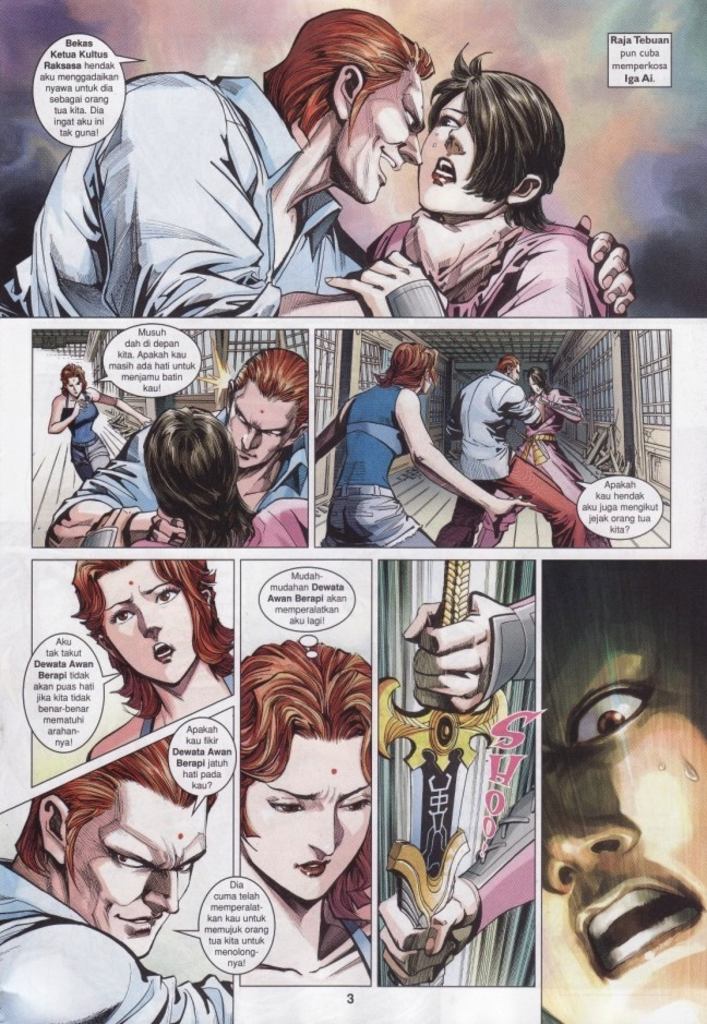 Bekas
Ketua Kultus
Raksasa hendak
aku menggadaikan
nyawa untuk dia
sebagai orang
tua kita. Dia
ingat aku ini
tak guna!
Raja Tebuan
pun cuba
memperkosa
Iga Ai.
Musuh
dah di depan
kita. Apakah kau
masih ada hati untuk
menjamu batin
kau!
Apakah
kau hendak
aku juga mengikut
jejak orang tua
kita?
Aku
tak takut
Dewata Awan
Berapi tidak
akan puas hati
jika kita tidak
benar-benar
mematuhi
arahan-
nya!
Apakah
kau fikir
Dewata Awan
Berapi jatuh
hati pada
kau?
Dia
cuma telah
memperalat-
kan kau untuk
memujuk orang
tua kita untuk
menolong-
nya!
Mudah-
mudahan Dewata
Awan Berapi akan
memperalatkan
aku lagi!
SHOO!
3